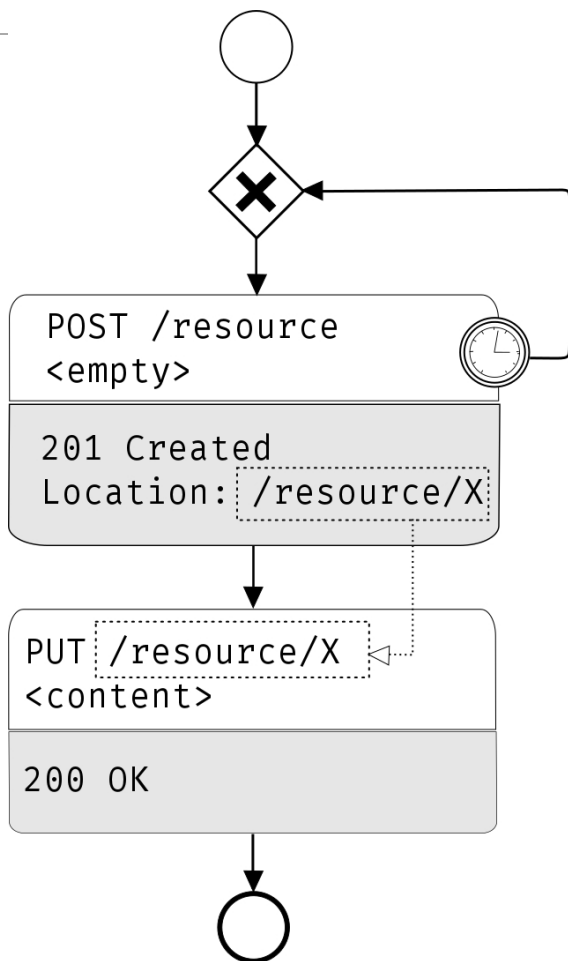 POST /resource
<empty>
201 Created
Location: /resource/X
PUT /resource/X
<content>
200 OK